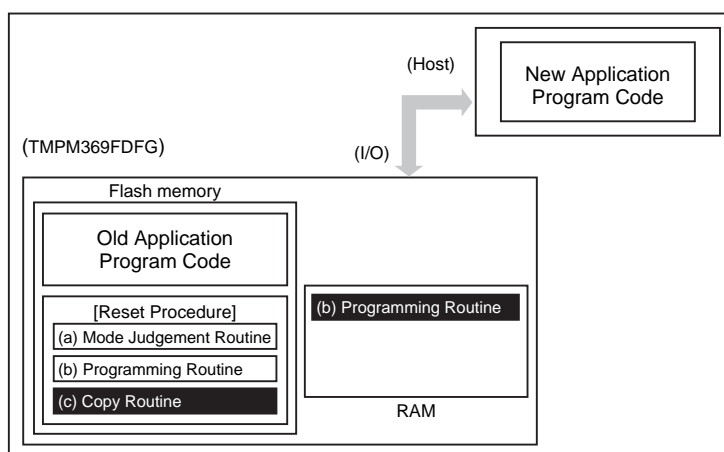 (Host)
New Application
Program Code
(TMPM369FDFG)
(I/O)
Flash memory
Old Application
Program Code
[Reset Procedure]
(a) Mode Judgement Routine
(b) Programming Routine
(c) Copy Routine
(b) Programming Routine
RAM